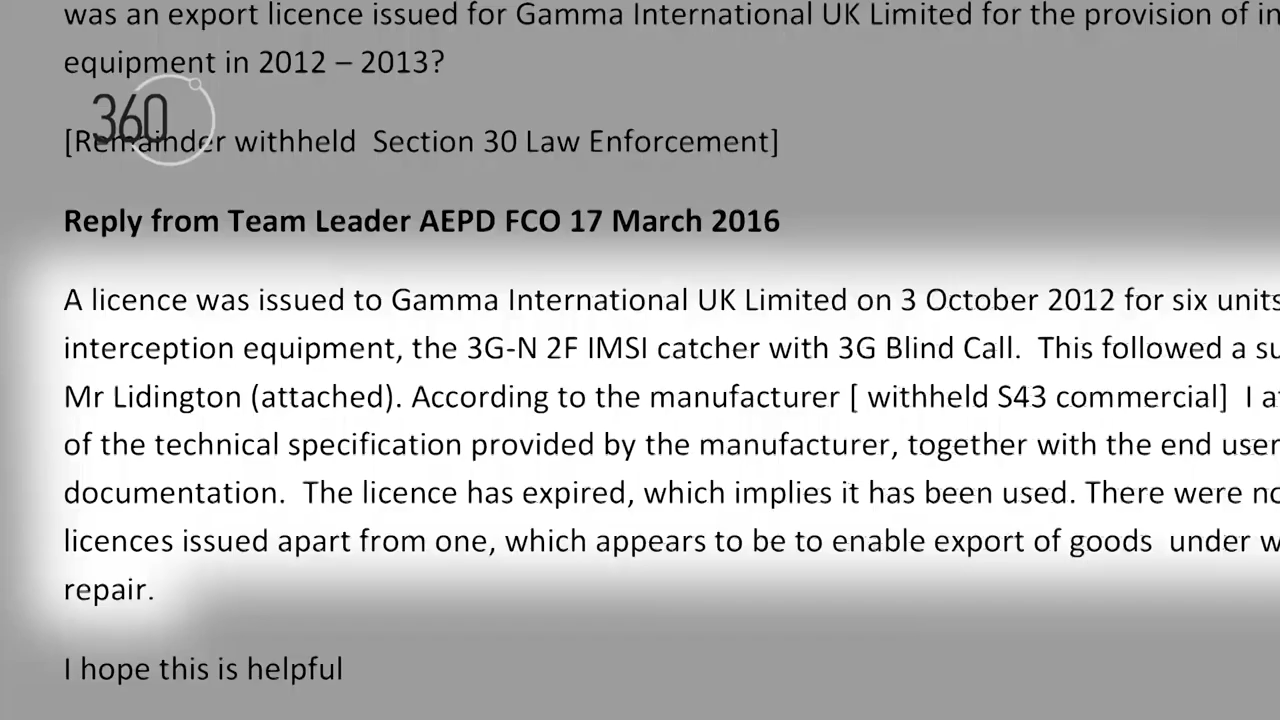 was an export licence issued for Gamma International UK Limited for the provision of in
equipment in 2012 – 2013?
360
[Remainder withheld  Section 30 Law Enforcement]
Reply from Team Leader AEPD FCO 17 March 2016
A licence was issued to Gamma International UK Limited on 3 October 2012 for six units
interception equipment, the 3G-N 2F IMSI catcher with 3G Blind Call.  This followed a su
Mr Lidington (attached). According to the manufacturer [ withheld S43 commercial]  I at
of the technical specification provided by the manufacturer, together with the end user
documentation.  The licence has expired, which implies it has been used. There were no
licences issued apart from one, which appears to be to enable export of goods  under w
repair.
I hope this is helpful